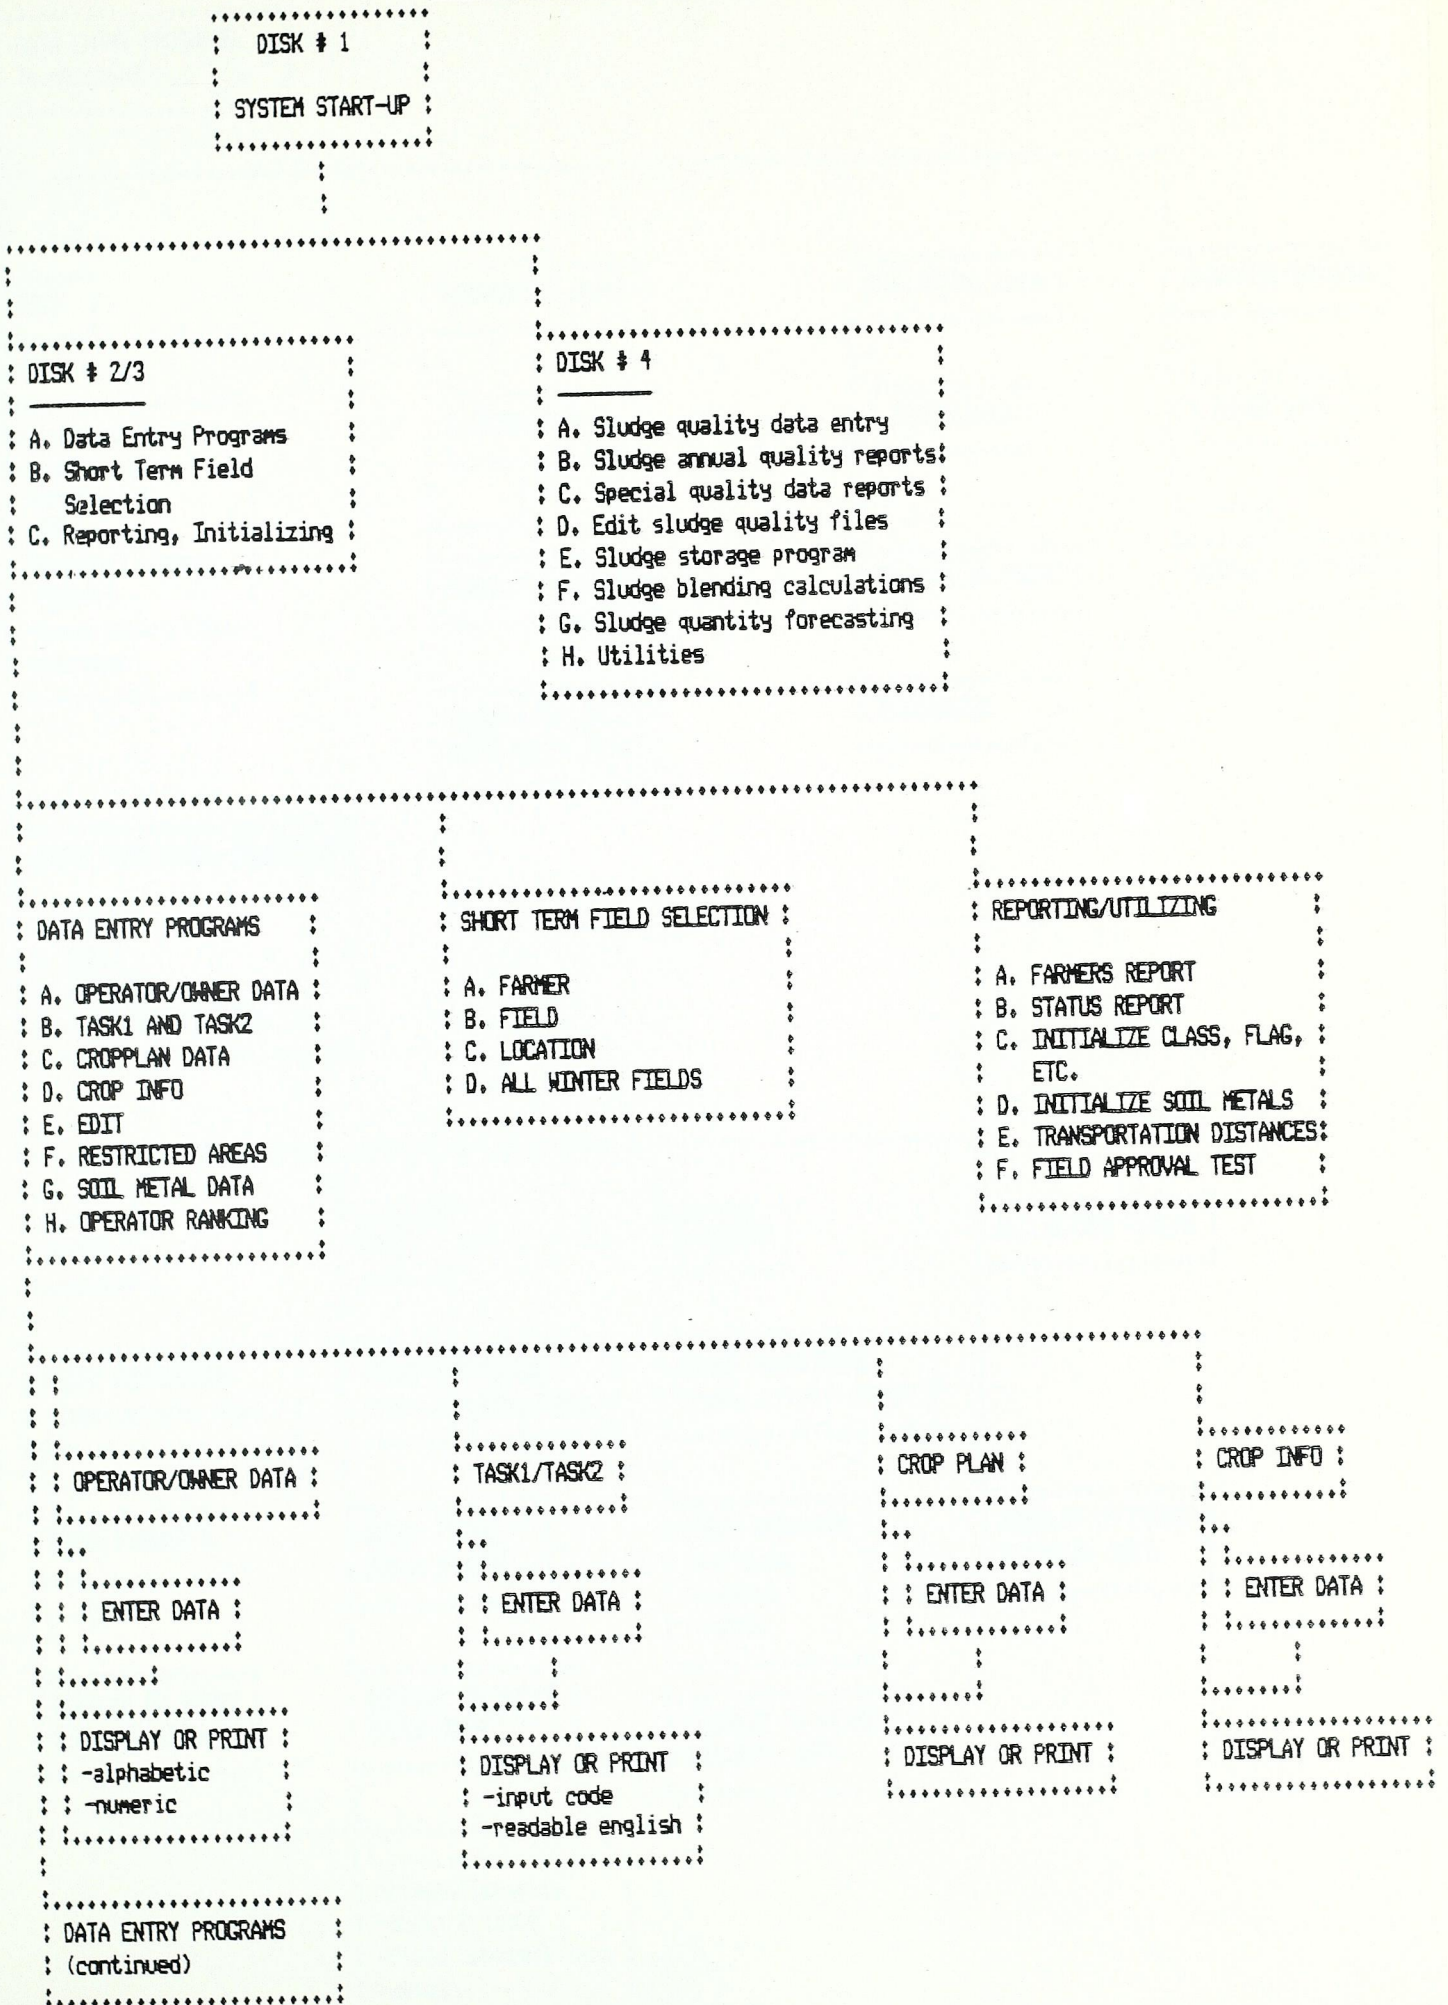 DISK # 1
SYSTEM START-UP
DISK # 2/3
A. Data Entry Programs
B. Short Term Field
Selection
C. Reporting, Initializing
DISK # 4
A. Sludge quality data entry
B. Sludge annual quality reports
C. Special quality data reports
D. Edit sludge quality files
E. Sludge storage program
F. Sludge blending calculations
G. Sludge quantity forecasting
H. Utilities
DATA ENTRY PROGRAMS
A. OPERATOR/OWNER DATA
B. TASK1 AND TASK2
C. CROPPLAN DATA
D. CROP INFO
E. EDIT
F. RESTRICTED AREAS
G. SOIL METAL DATA
H. OPERATOR RANKING
SHORT TERM FIELD SELECTION
A. FARMER
B. FIELD
C. LOCATION
D. ALL WINTER FIELDS
REPORTING/UTILIZING
A. FARMERS REPORT
B. STATUS REPORT
C. INITIALIZE CLASS, FLAG,
ETC.
D. INITIALIZE SOIL METALS
E. TRANSPORTATION DISTANCES
F. FIELD APPROVAL TEST
OPERATOR/OWNER DATA
ENTER DATA
DISPLAY OR PRINT
-alphabetic
-numeric
TASK1/TASK2
ENTER DATA
DISPLAY OR PRINT
-input code
-readable english
CROP PLAN
ENTER DATA
DISPLAY OR PRINT
CROP INFO
ENTER DATA
DISPLAY OR PRINT
DATA ENTRY PROGRAMS
(continued)